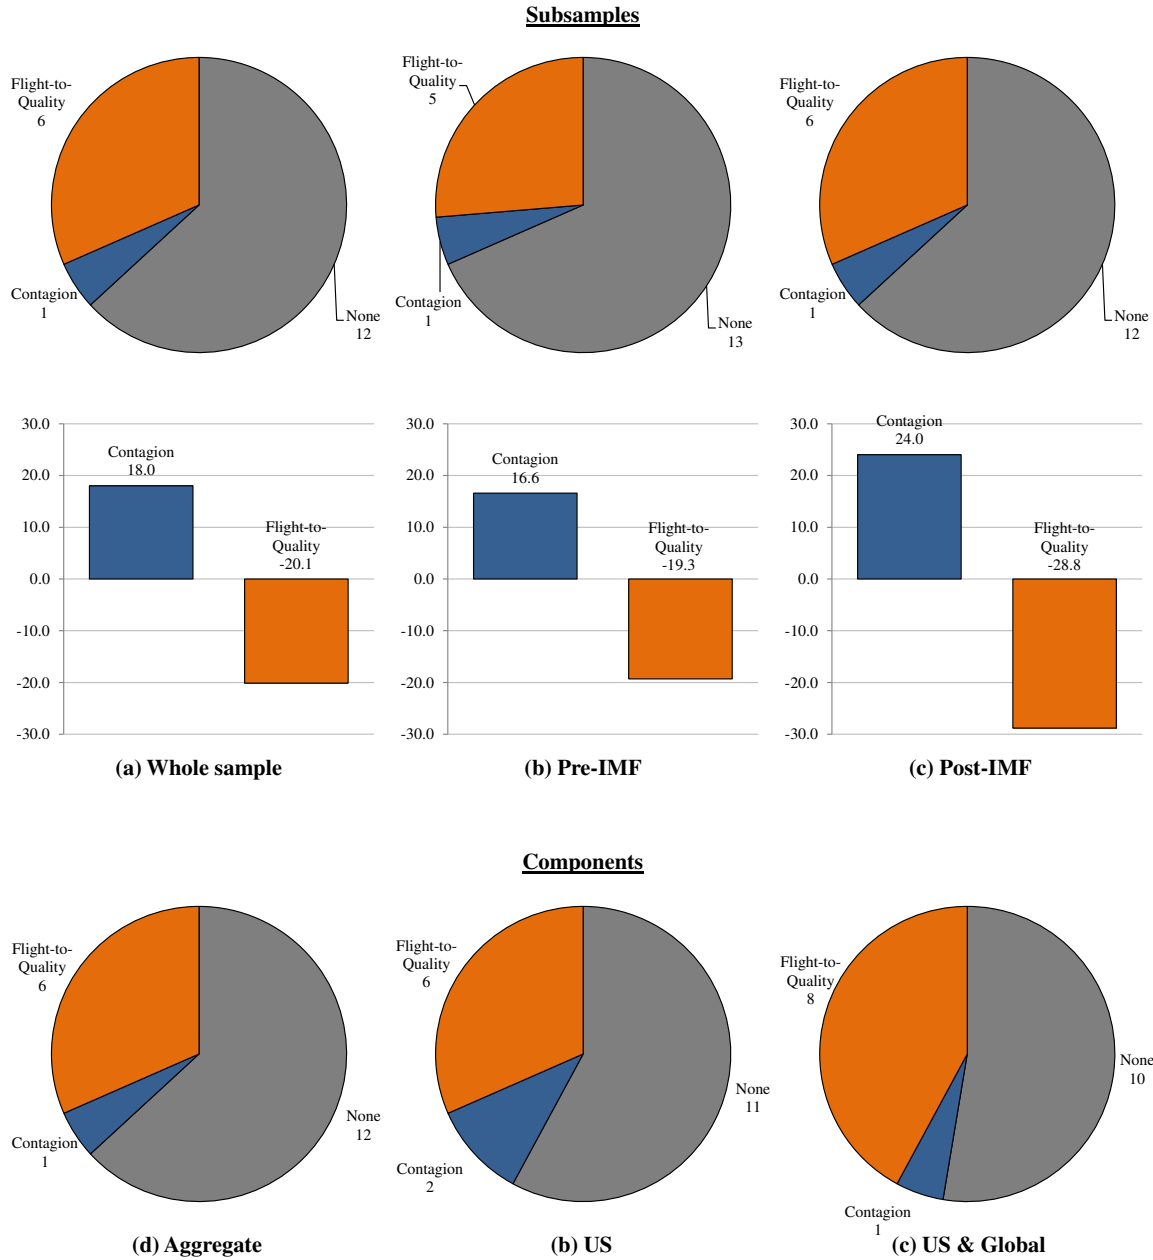 Subsamples
Flight-to-
Quality
6
Contagion
1
None
12
Flight-to-
Quality
5
Contagion
1
None
13
Flight-to-
Quality
6
Contagion
1
None
12
30.0
20.0
10.0
0.0
-10.0
-20.0
-30.0
Contagion
18.0
Flight-to-
Quality
-20.1
(a) Whole sample
30.0
20.0
10.0
0.0
-10.0
-20.0
-30.0
Contagion
16.6
Flight-to-
Quality
-19.3
(b) Pre-IMF
30.0
20.0
10.0
0.0
-10.0
-20.0
-30.0
Contagion
24.0
Flight-to-
Quality
-28.8
(c) Post-IMF
Components
Flight-to-
Quality
6
Contagion
1
None
12
(d) Aggregate
Flight-to-
Quality
6
Contagion
2
None
11
(b) US
Flight-to-
Quality
8
Contagion
1
None
10
(c) US & Global